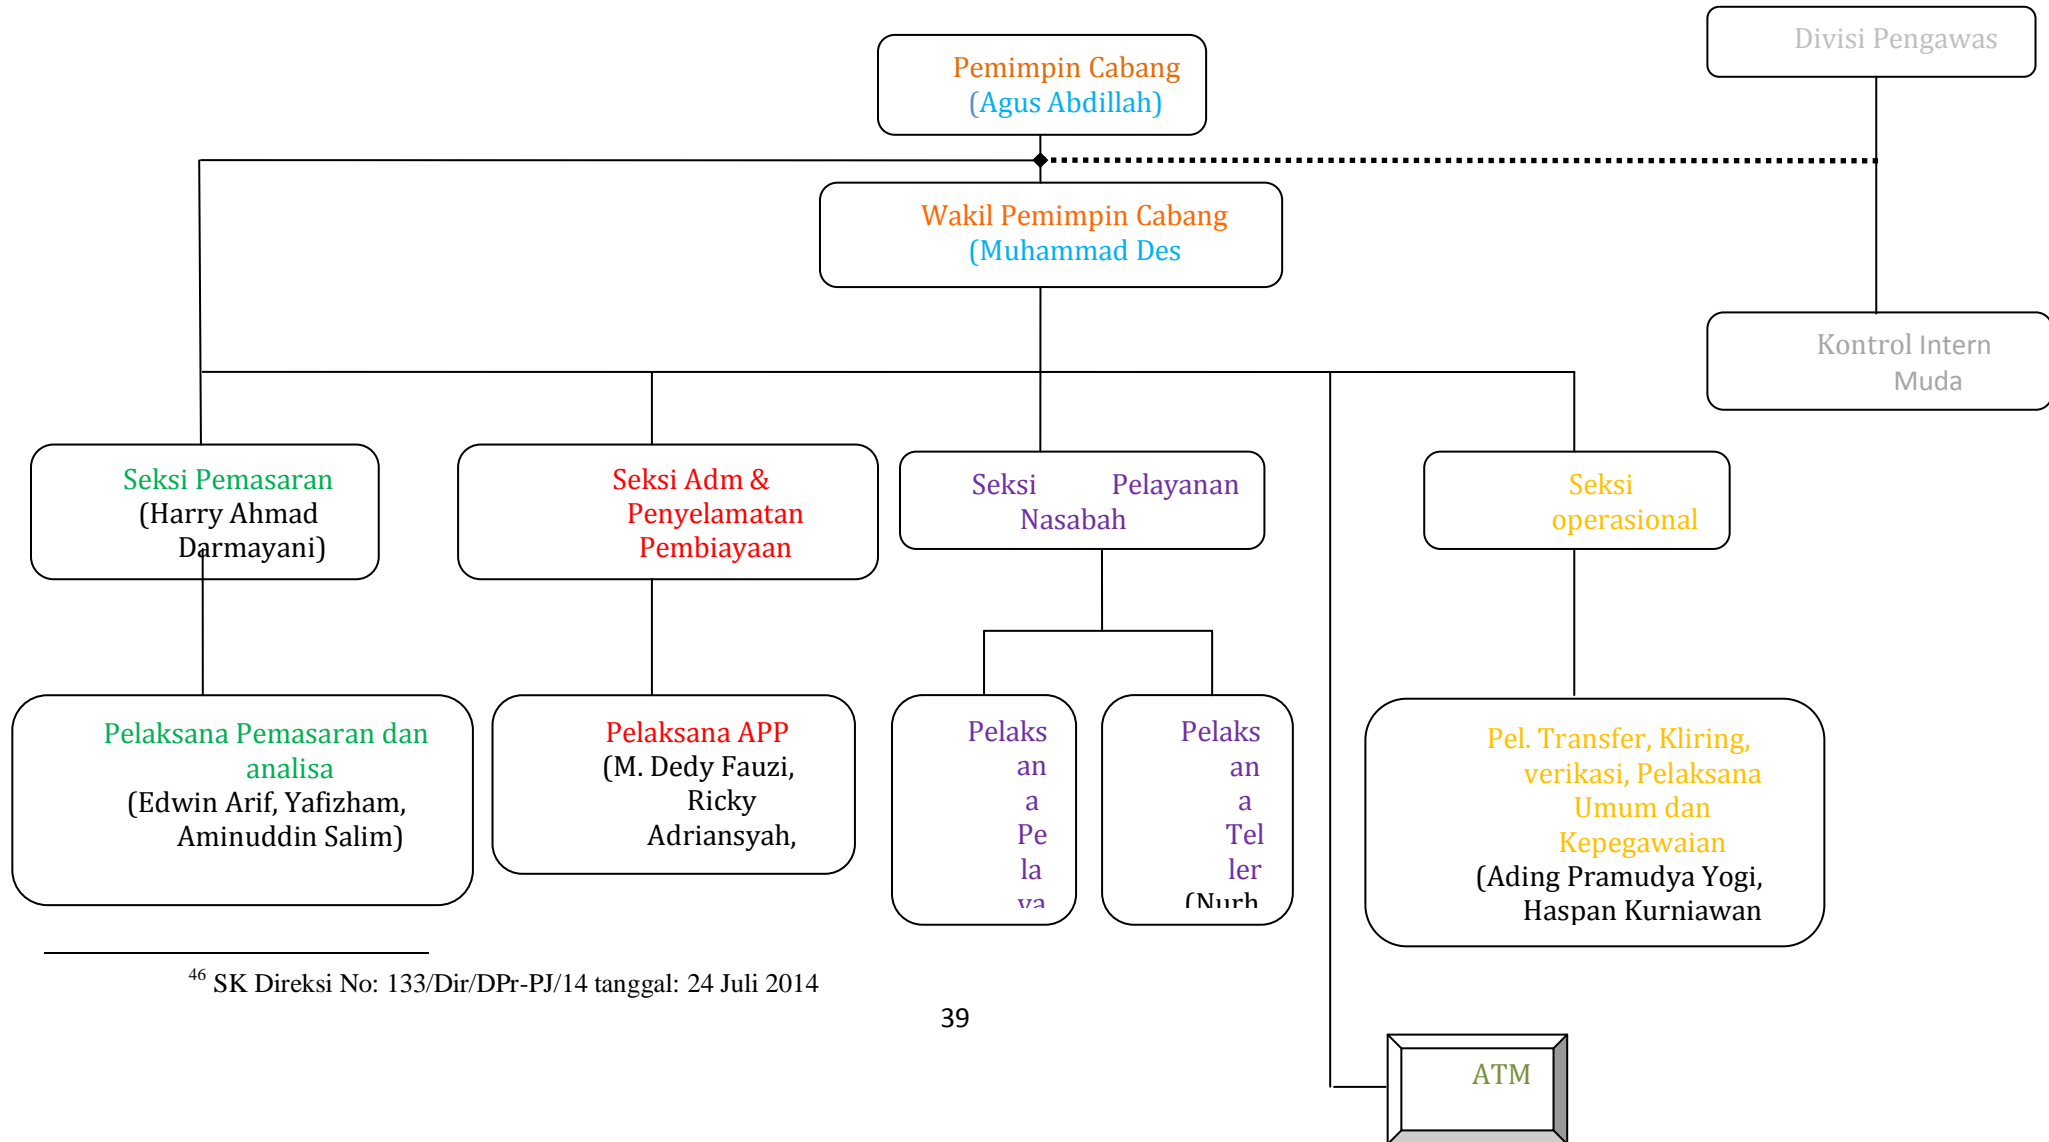 Divisi Pengawas
Pemimpin Cabang
(Agus Abdillah)
Wakil Pemimpin Cabang
(Muhammad Des
Kontrol Intern
Muda
Seksi Pemasaran
(Harry Ahmad
Darmayani)
Seksi Adm &
Penyelamatan
Pembiayaan
Seksi Pelayanan
Nasabah
Seksi
operasional
Pelaksana Pemasaran dan
analisa
(Edwin Arif, Yafizham,
Aminuddin Salim)
Pelaksana APP
(M. Dedy Fauzi,
Ricky
Adriansyah,
Pelaks
an
a
Pe
la
ya
Pelaks
an
a
Tel
ler
(Nurh
Pel. Transfer, Kliring,
verikasi, Pelaksana
Umum dan
Kepegawaian
(Ading Pramudya Yogi,
Haspan Kurniawan
46 SK Direksi No: 133/Dir/DPr-PJ/14 tanggal: 24 Juli 2014
39
ATM